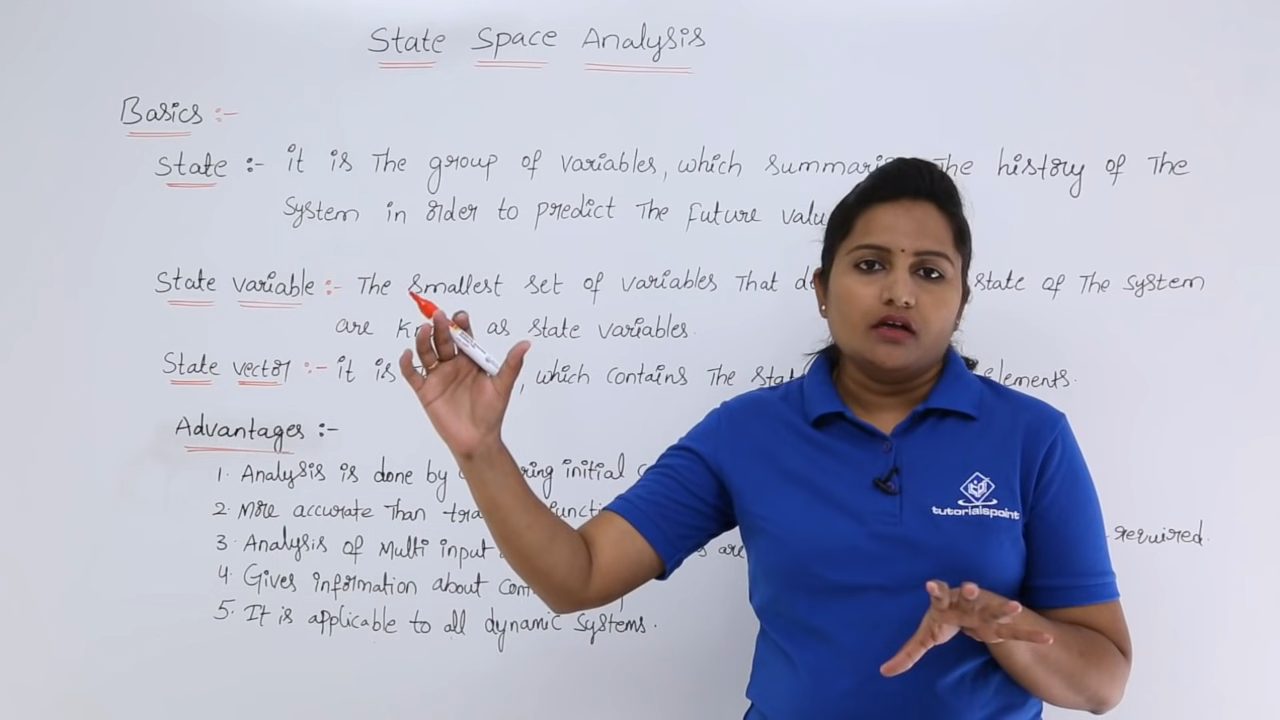 State Space Analysis
Basics :-
State :- it is The group of variables, which The history of The
System in order to predict The future
State variable :- The smallest set of variables That state of The system
are as state variables.
State vector :- it is , which contains The elements.
Advantages :-
1. Analysis is done by initial
2. More accurate Than
3. Analysis of Multi input are required.
4. Gives information about
5. It is applicable to all dynamic systems.
tutorialspoint